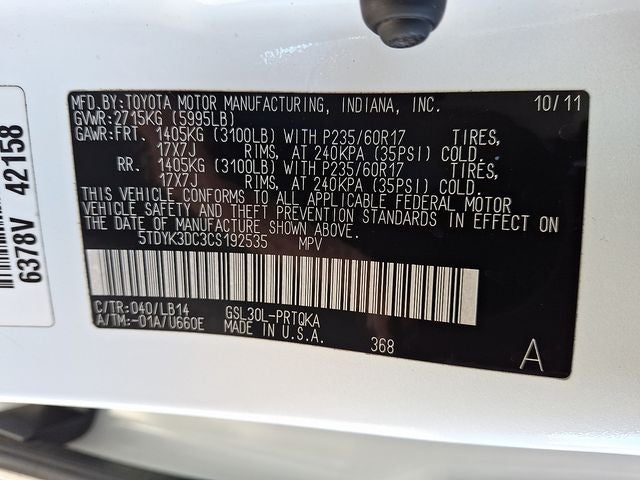 MFD.BY:TOYOTA MOTOR MANUFACTURING, INDIANA, INC. 10/11
GVWR:2715KG (5995LB)
GAWR:FRT. 1405KG (3100LB) WITH P235/60R17 TIRES,
17X7J RIMS, AT 240KPA (35PSI) COLD.
RR. 1405KG (3100LB) WITH P235/60R17 TIRES,
17X7J RIMS, AT 240KPA (35PSI) COLD.
THIS VEHICLE CONFORMS TO ALL APPLICABLE FEDERAL MOTOR
VEHICLE SAFETY AND THEFT PREVENTION STANDARDS IN EFFECT ON
THE DATE OF MANUFACTURE SHOWN ABOVE.
5TDYK3DC3CS192535 MPV
C/TR:040/LB14 GSL30L-PRTQKA
A/TM:-01A/U660E MADE IN U.S.A.
368
A
6378V 42158